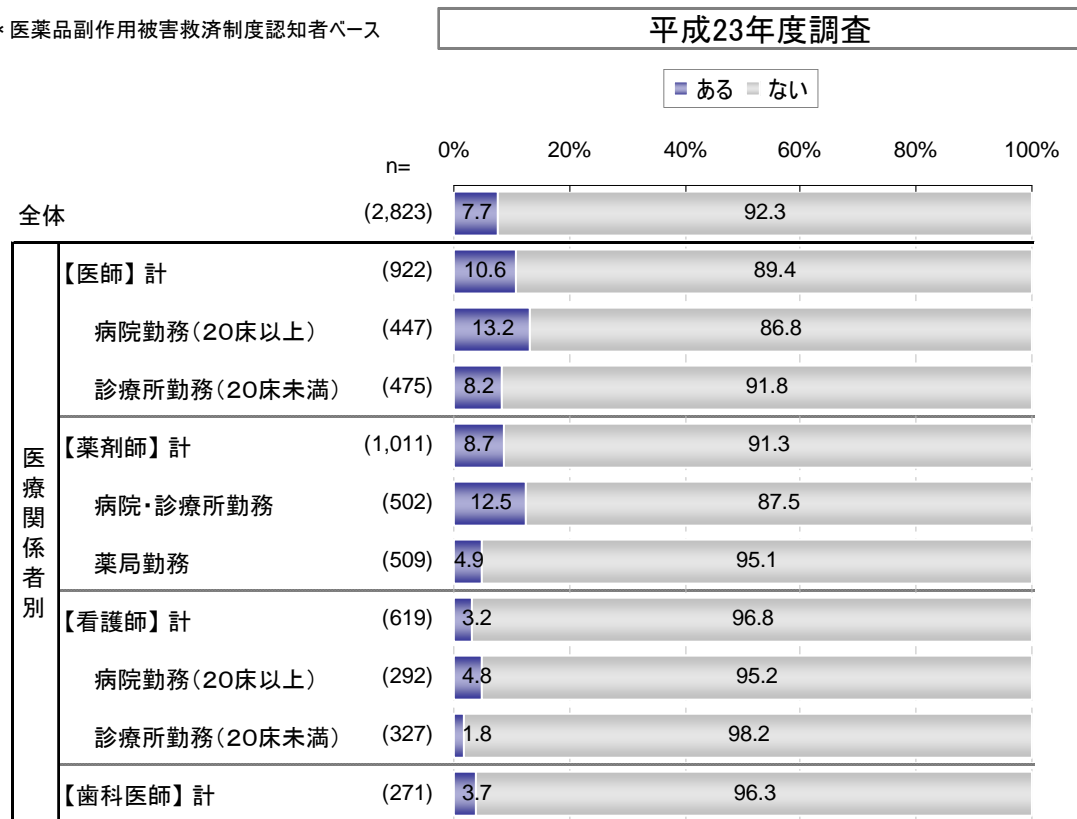 * 医薬品副作用被害救済制度認知者ベース
平成23年度調査
ある ない
n= 0% 20% 40% 60% 80% 100%
全体 (2,823) 7.7 92.3
医療関係者別
【医師】計 (922) 10.6 89.4
病院勤務(20床以上) (447) 13.2 86.8
診療所勤務(20床未満) (475) 8.2 91.8
【薬剤師】計 (1,011) 8.7 91.3
病院・診療所勤務 (502) 12.5 87.5
薬局勤務 (509) 4.9 95.1
【看護師】計 (619) 3.2 96.8
病院勤務(20床以上) (292) 4.8 95.2
診療所勤務(20床未満) (327) 1.8 98.2
【歯科医師】計 (271) 3.7 96.3